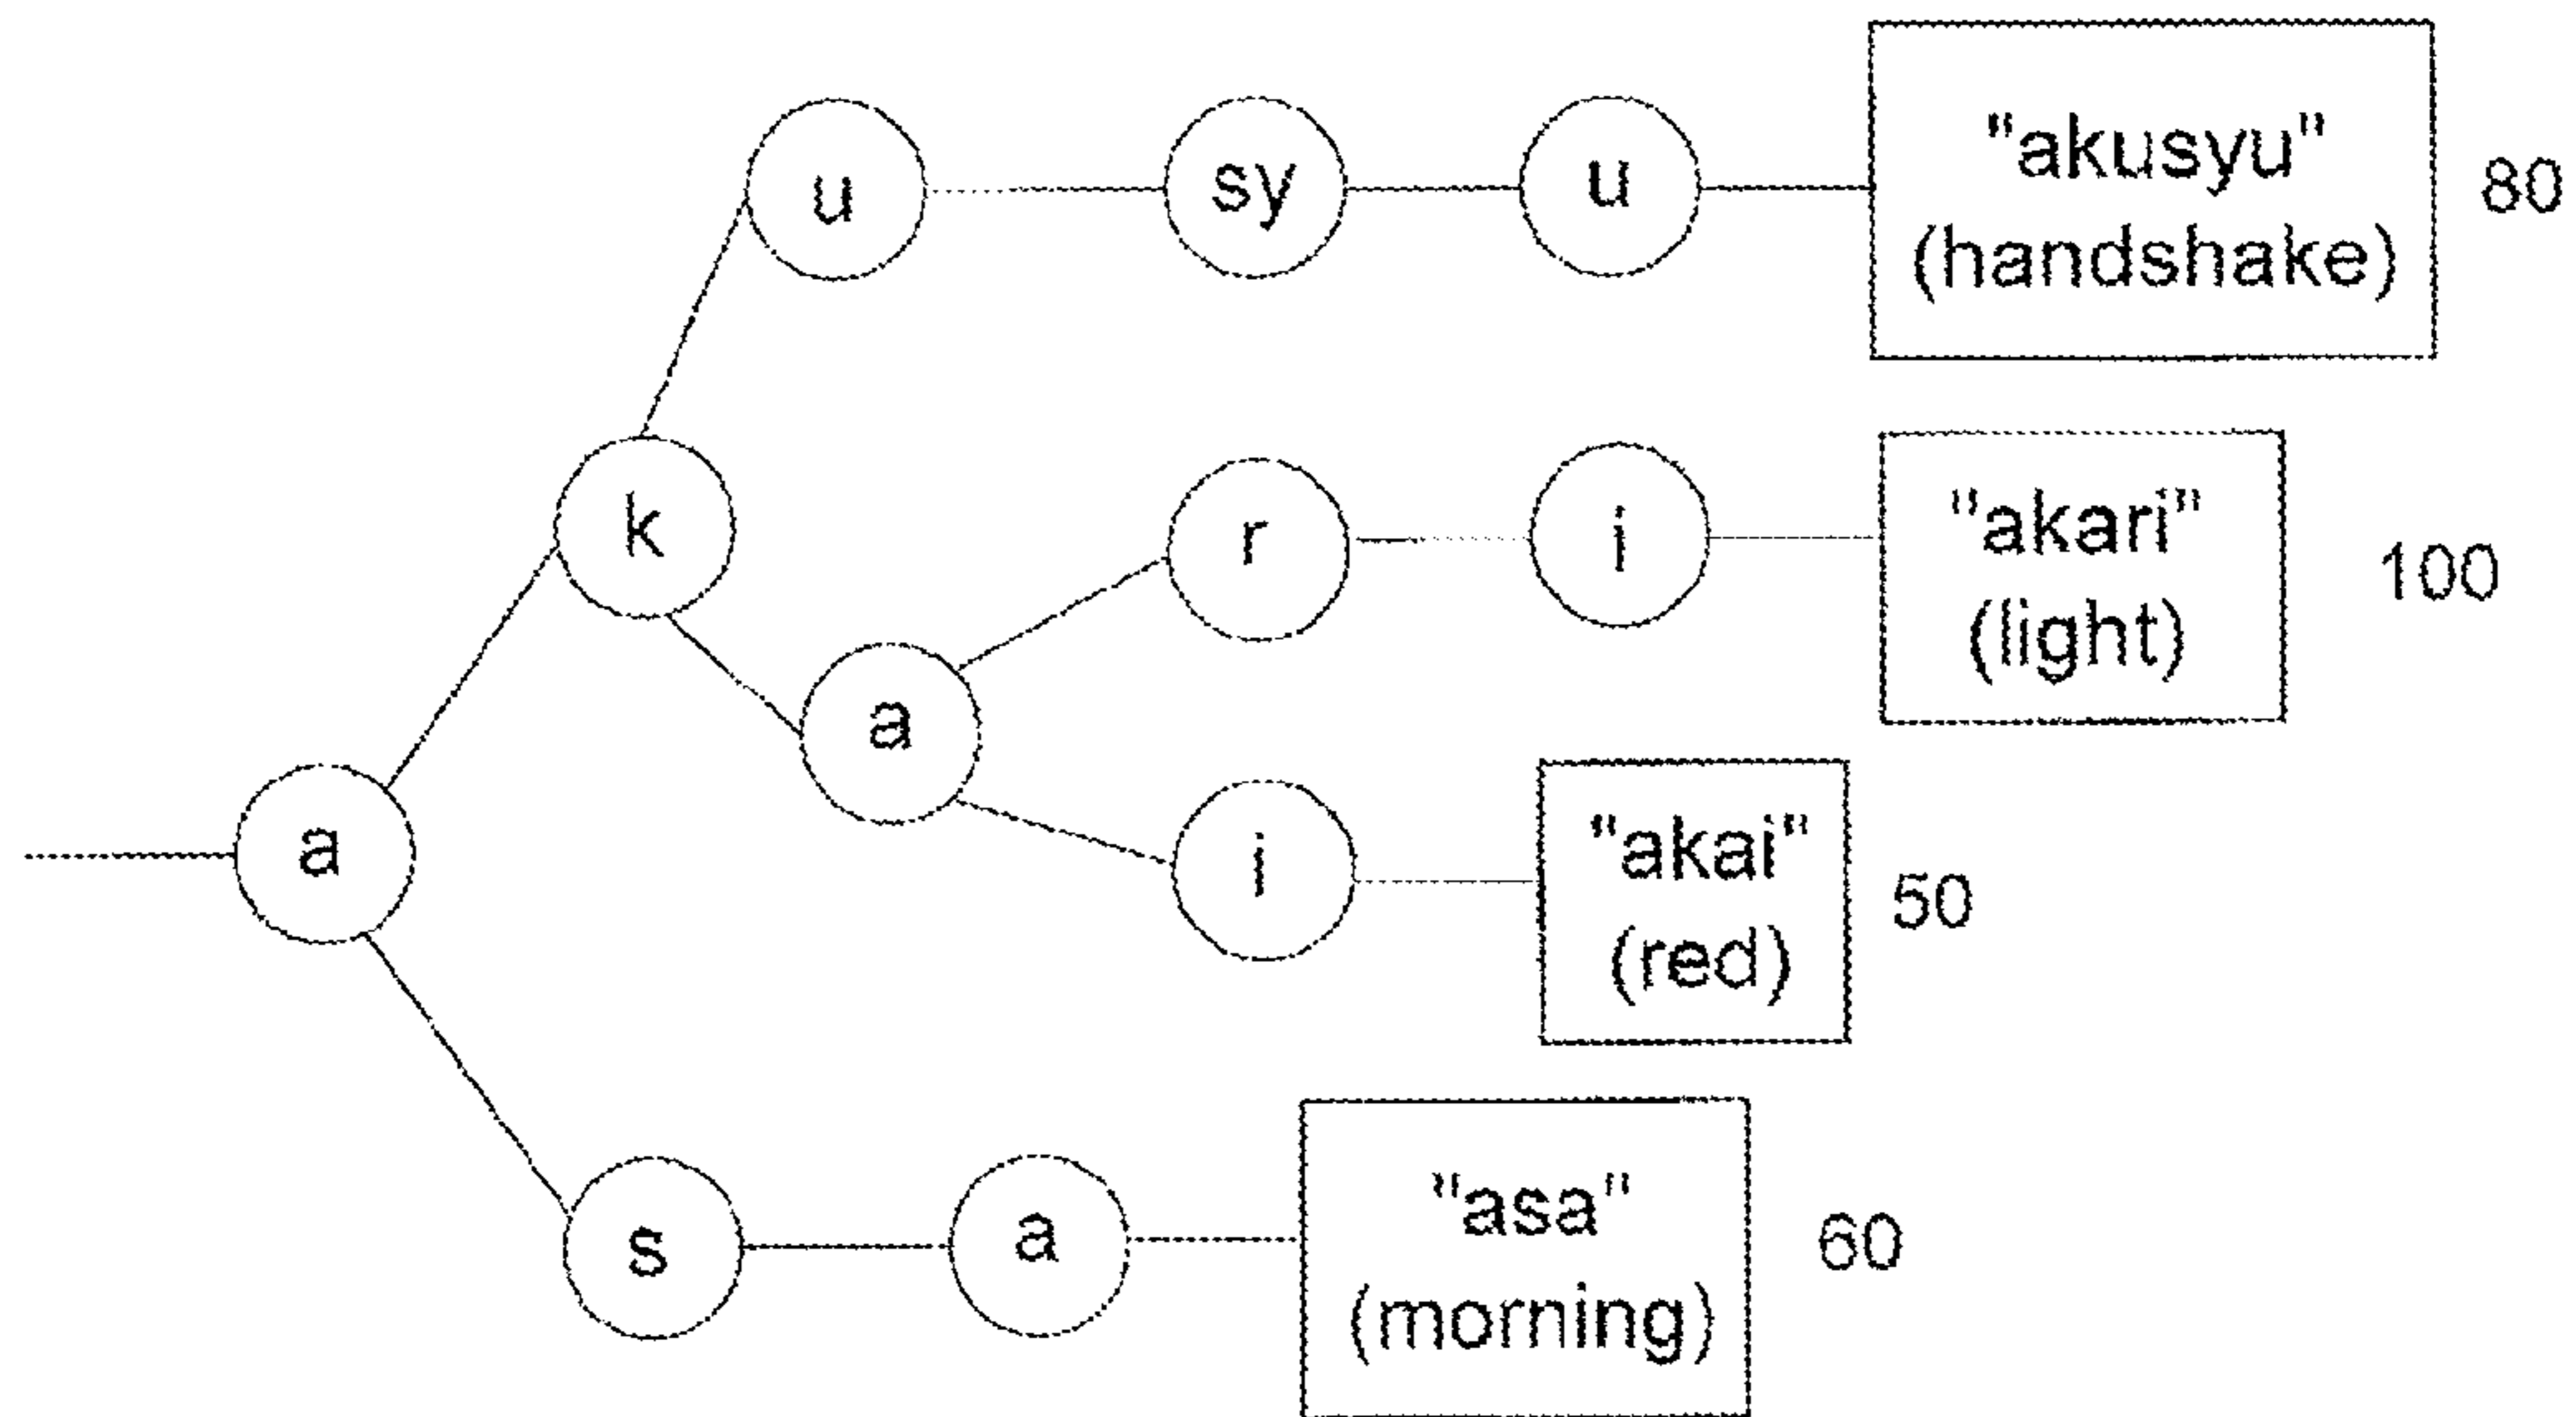 u sy u "akusyu" 80
(handshake)
k r i "akari" 100
(light)
a
a i "akai" 50
(red)
s a "asa" 60
(morning)